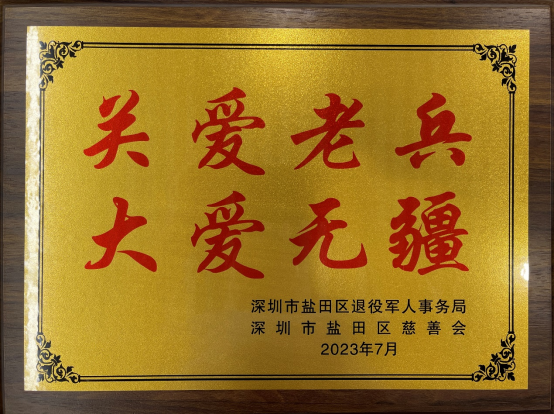 关爱老兵
大爱无疆
深圳市盐田区退役军人事务局
深圳市盐田区慈善会
2023年7月